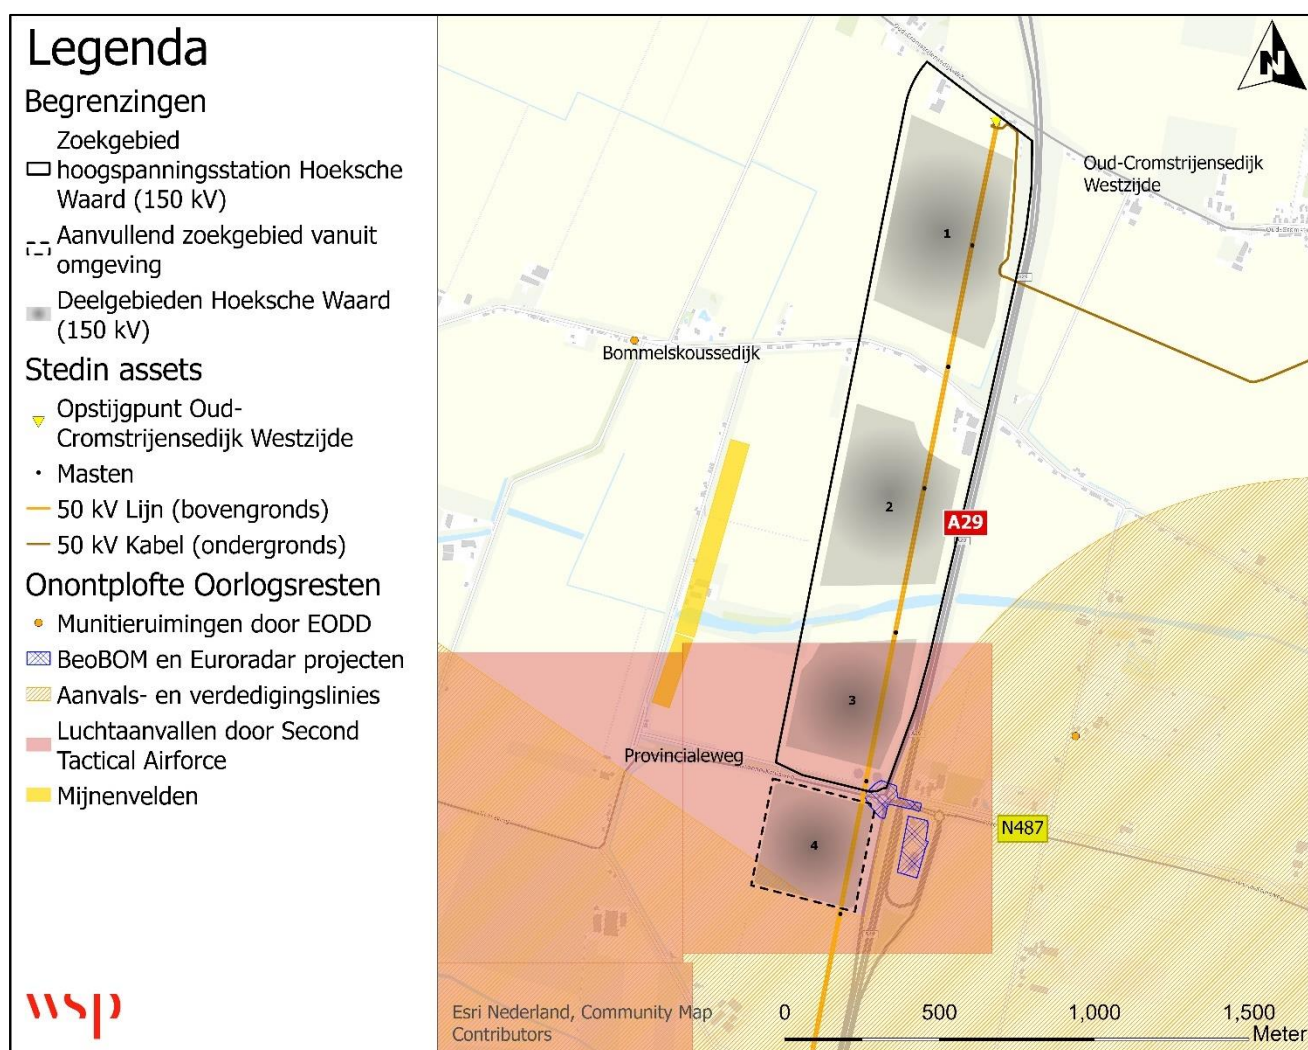 Legenda
Begrenzingen
Zoekgebied
hoogspanningsstation Hoeksche
Waard (150 kV)
Aanvullend zoekgebied vanuit
omgeving
Deelgebieden Hoeksche Waard
(150 kV)
Stedin assets
Opstijgpunt Oud-
Cromstrijensedijk Westzijde
Masten
50 kV Lijn (bovengronds)
50 kV Kabel (ondergronds)
Onontplofte Oorlogsresten
Munitieruimingen door EODD
BeoBOM en Euroradar projecten
Aanvals- en verdedigingslinies
Luchtaanvallen door Second
Tactical Airforce
Mijnenvelden
wsp
N
Oud-Cromstrijensedijk
Westzijde
1
Bommelskoussedijk
2
A29
3
Provincialeweg
4
N487
Esri Nederland, Community Map
Contributors
0 500 1,000 1,500
Meter